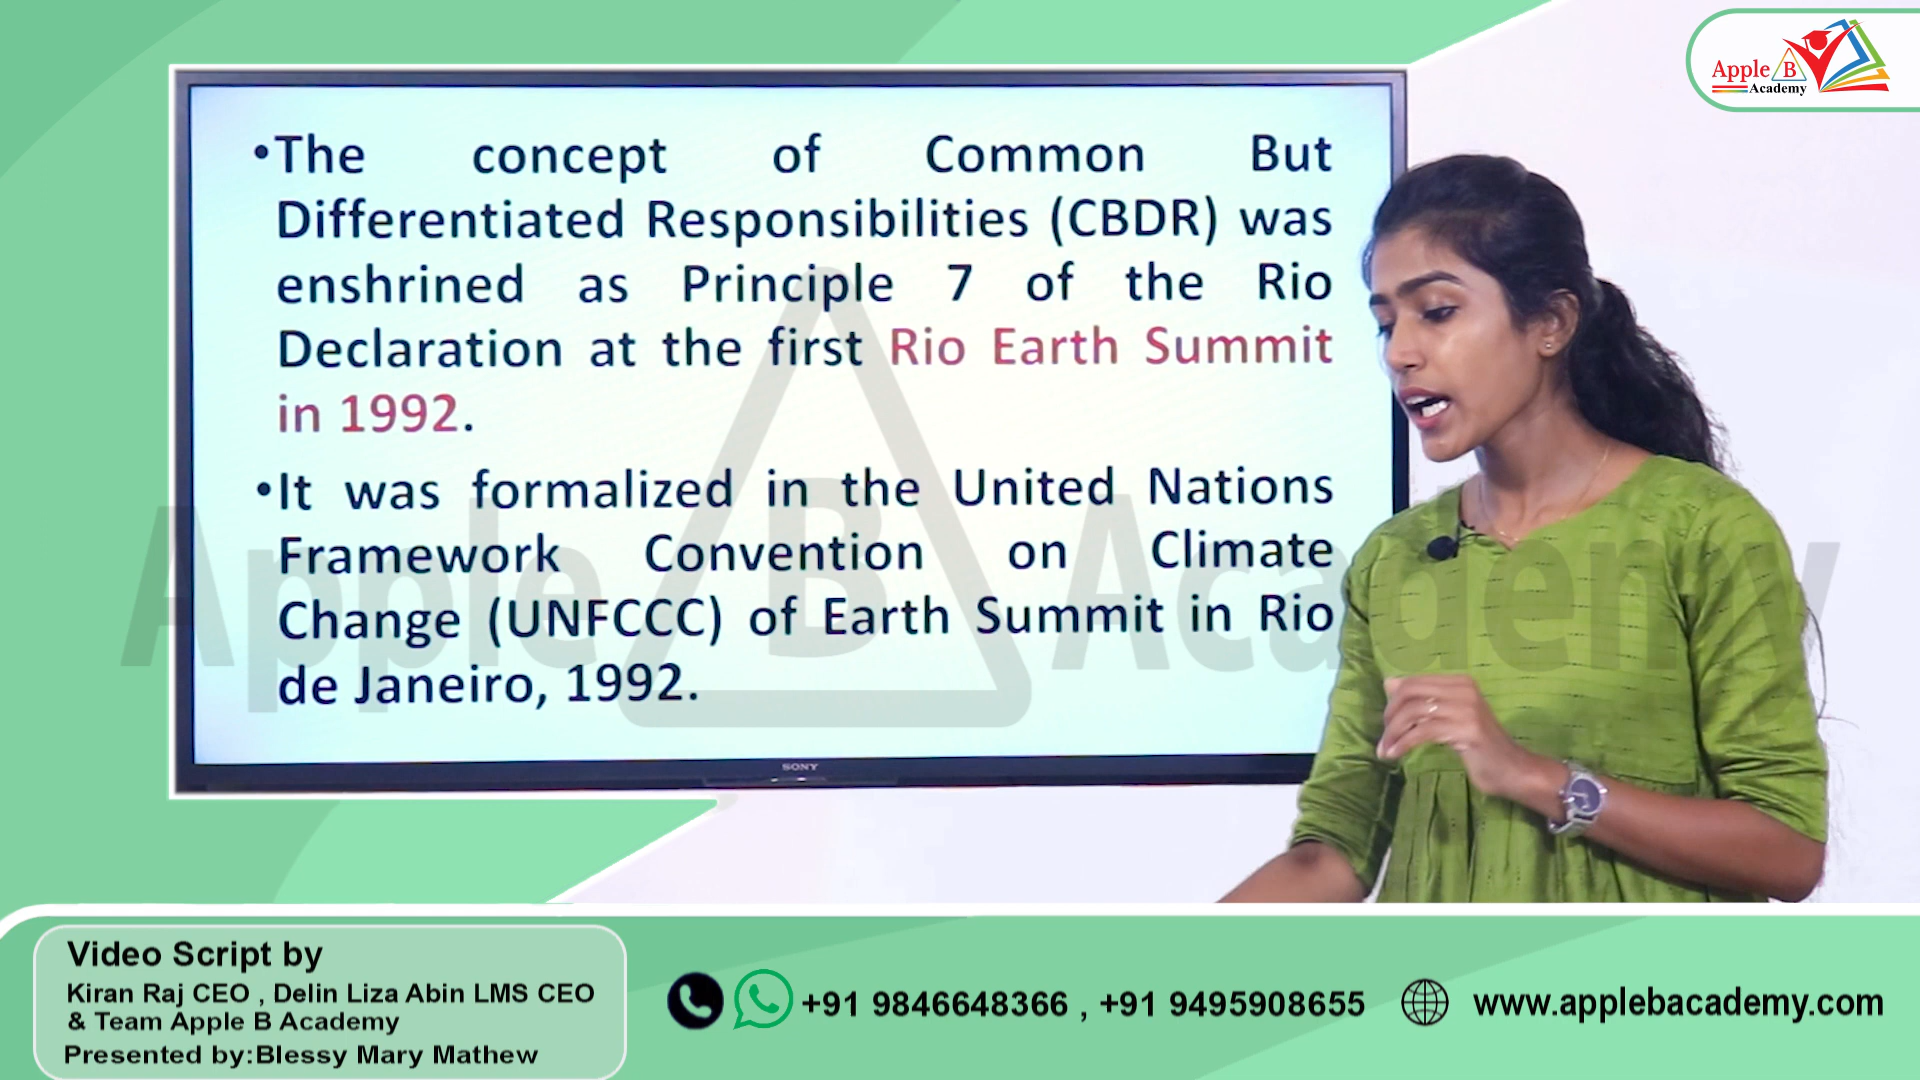 Apple B
Academy
•The concept of Common But
Differentiated Responsibilities (CBDR) was
enshrined as Principle 7 of the Rio
Declaration at the first Rio Earth Summit
in 1992.
•It was formalized in the United Nations
Framework Convention on Climate
Change (UNFCCC) of Earth Summit in Rio
de Janeiro, 1992.
Apple B Academy
SONY
Video Script by
Kiran Raj CEO , Delin Liza Abin LMS CEO
& Team Apple B Academy
Presented by:Blessy Mary Mathew
+91 9846648366 , +91 9495908655
www.applebacademy.com